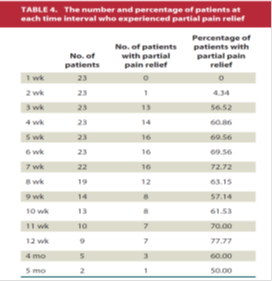 TABLE 4. The number and percentage of patients at
each time interval who experienced partial pain relief
No. of patients
No. of patients with partial pain relief
Percentage of patients with partial pain relief
1 wk 23 0 0
2 wk 23 1 4.34
3 wk 23 13 56.52
4 wk 23 14 60.86
5 wk 23 16 69.56
6 wk 23 16 69.56
7 wk 22 16 72.72
8 wk 19 12 63.15
9 wk 14 8 57.14
10 wk 13 8 61.53
11 wk 10 7 70.00
12 wk 9 7 77.77
4 mo 5 3 60.00
5 mo 2 1 50.00